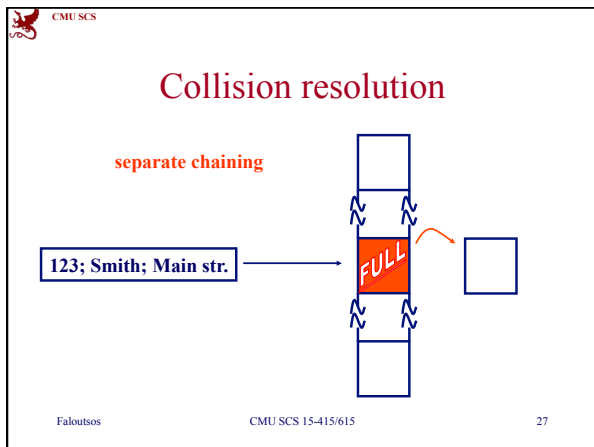 CMU SCS
Collision resolution
separate chaining
123; Smith; Main str.
FULL
Faloutsos
CMU SCS 15-415/615
27